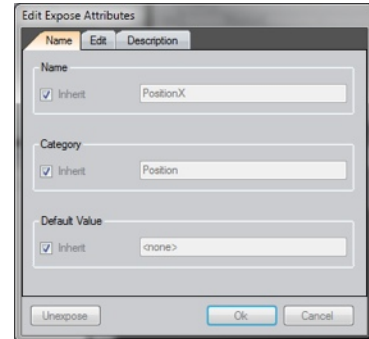 Edit Expose Attributes
Name Edit Description
Name
Inherit PositionX
Category
Inherit Position
Default Value
Inherit <none>
Unexpose Ok Cancel